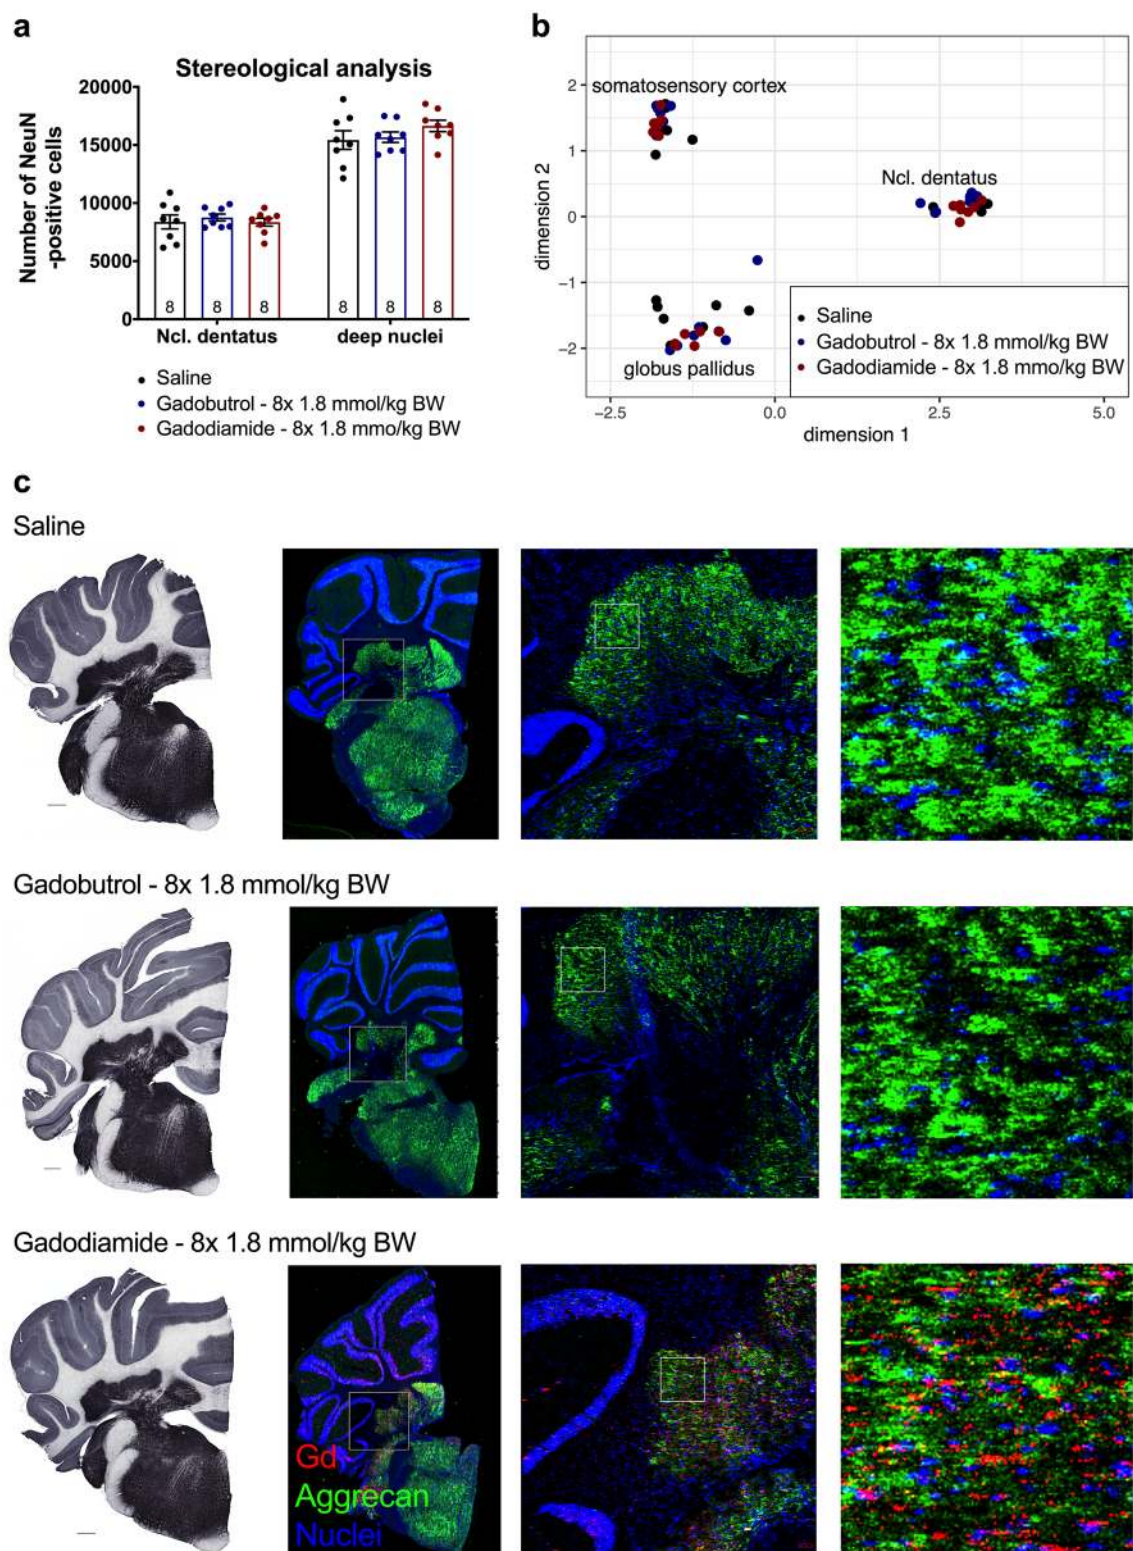 a
Stereological analysis
Number of NeuN
-positive cells
20000
15000
10000
5000
0
8
8
8
8
8
8
Ncl. dentatus
deep nuclei
Saline
Gadobutrol - 8x 1.8 mmol/kg BW
Gadodiamide - 8x 1.8 mmo/kg BW
b
dimension 2
2
1
0
−1
−2
somatosensory cortex
Ncl. dentatus
globus pallidus
Saline
Gadobutrol - 8x 1.8 mmol/kg BW
Gadodiamide - 8x 1.8 mmo/kg BW
−2.5
0.0
2.5
5.0
dimension 1
c
Saline
Gadobutrol - 8x 1.8 mmol/kg BW
Gadodiamide - 8x 1.8 mmol/kg BW
Gd
Aggrecan
Nuclei